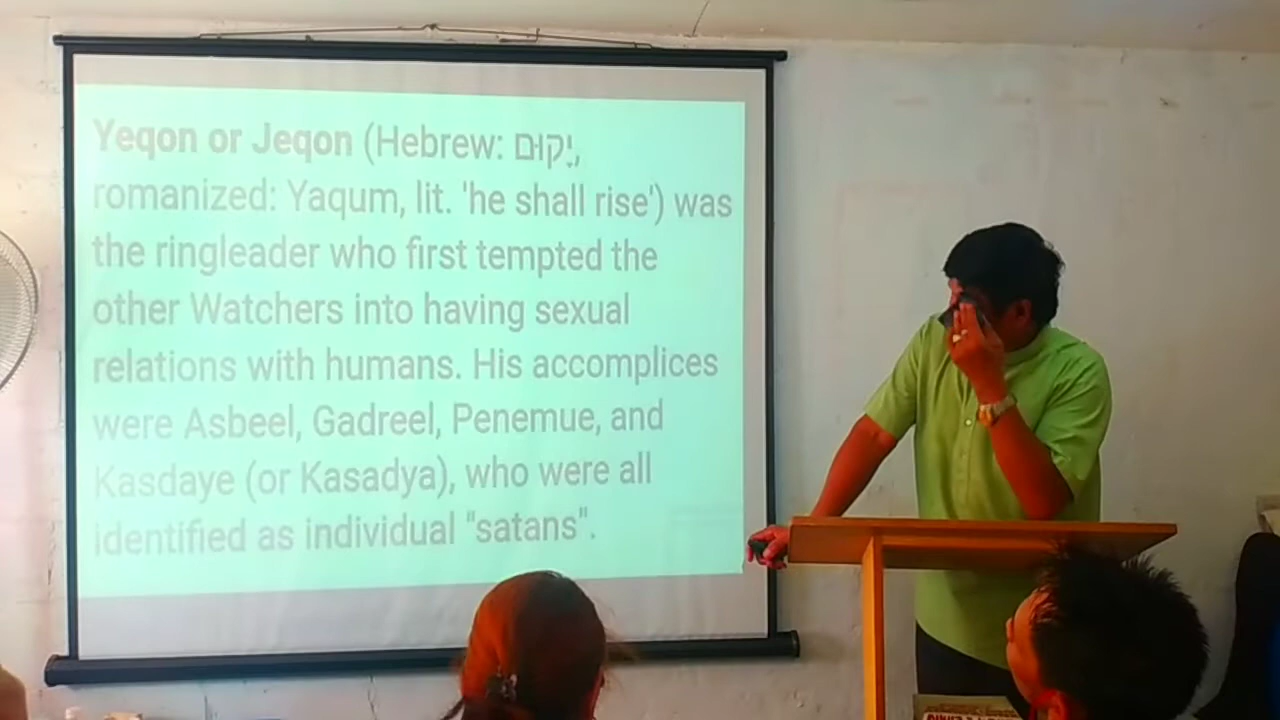 Yeqon or Jeqon (Hebrew: יָקוּם,
romanized: Yaqum, lit. 'he shall rise') was
the ringleader who first tempted the
other Watchers into having sexual
relations with humans. His accomplices
were Asbeel, Gadreel, Penemue, and
Kasdaye (or Kasadya), who were all
identified as individual "satans".